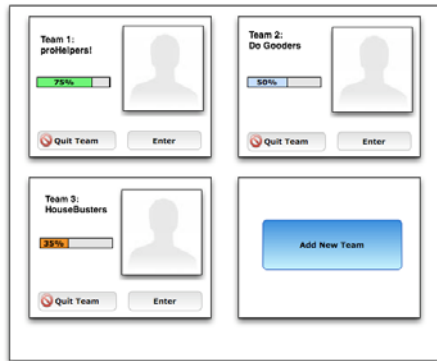 Team 1:
proHelpers!
75%
Quit Team
Enter
Team 2:
Do Gooders
50%
Quit Team
Enter
Team 3:
HouseBusters
35%
Quit Team
Enter
Add New Team